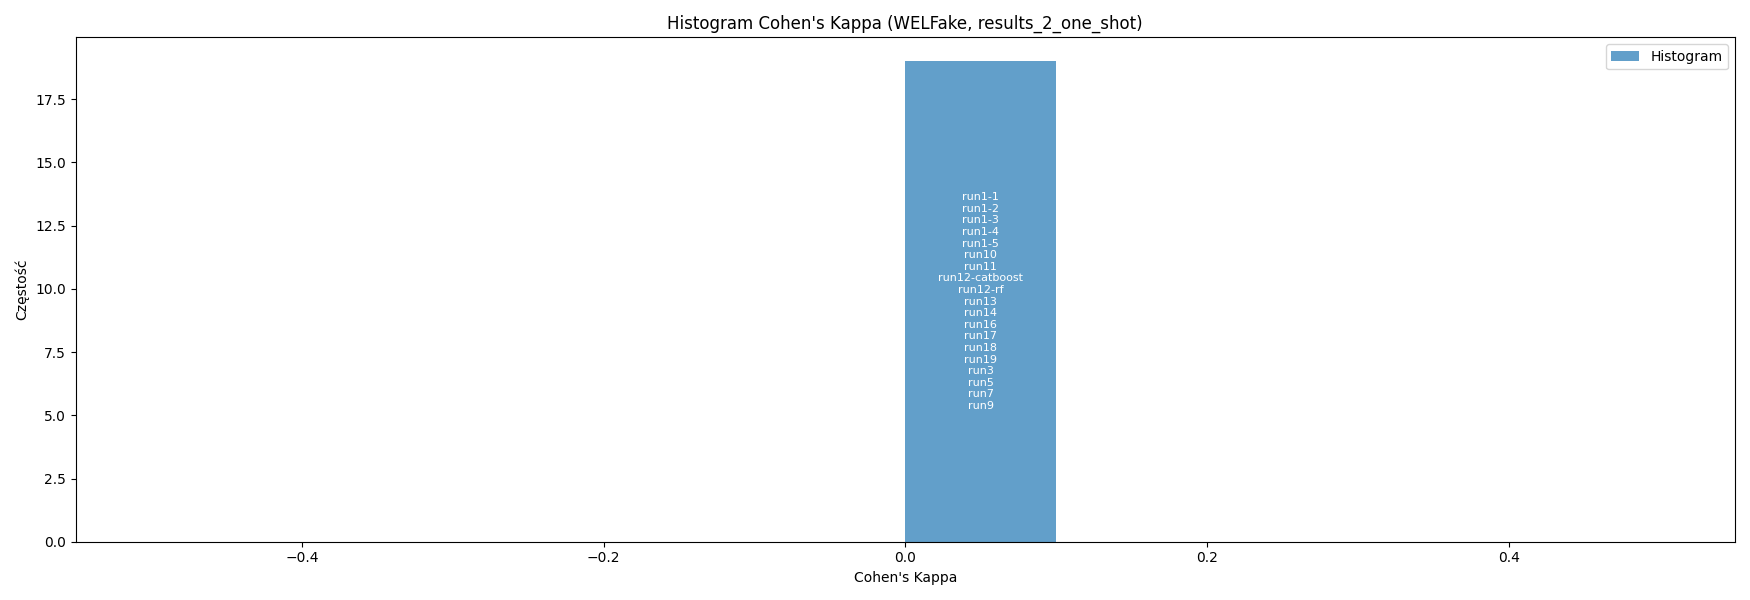 Histogram Cohen's Kappa (WELFake, results_2_one_shot)
Histogram
17.5
15.0
12.5
10.0
7.5
5.0
2.5
0.0
Częstość
run1-1
run1-2
run1-3
run1-4
run1-5
run10
run11
run12-catboost
run12-rf
run13
run14
run16
run17
run18
run19
run3
run5
run7
run9
−0.4 −0.2 0.0 0.2 0.4
Cohen's Kappa